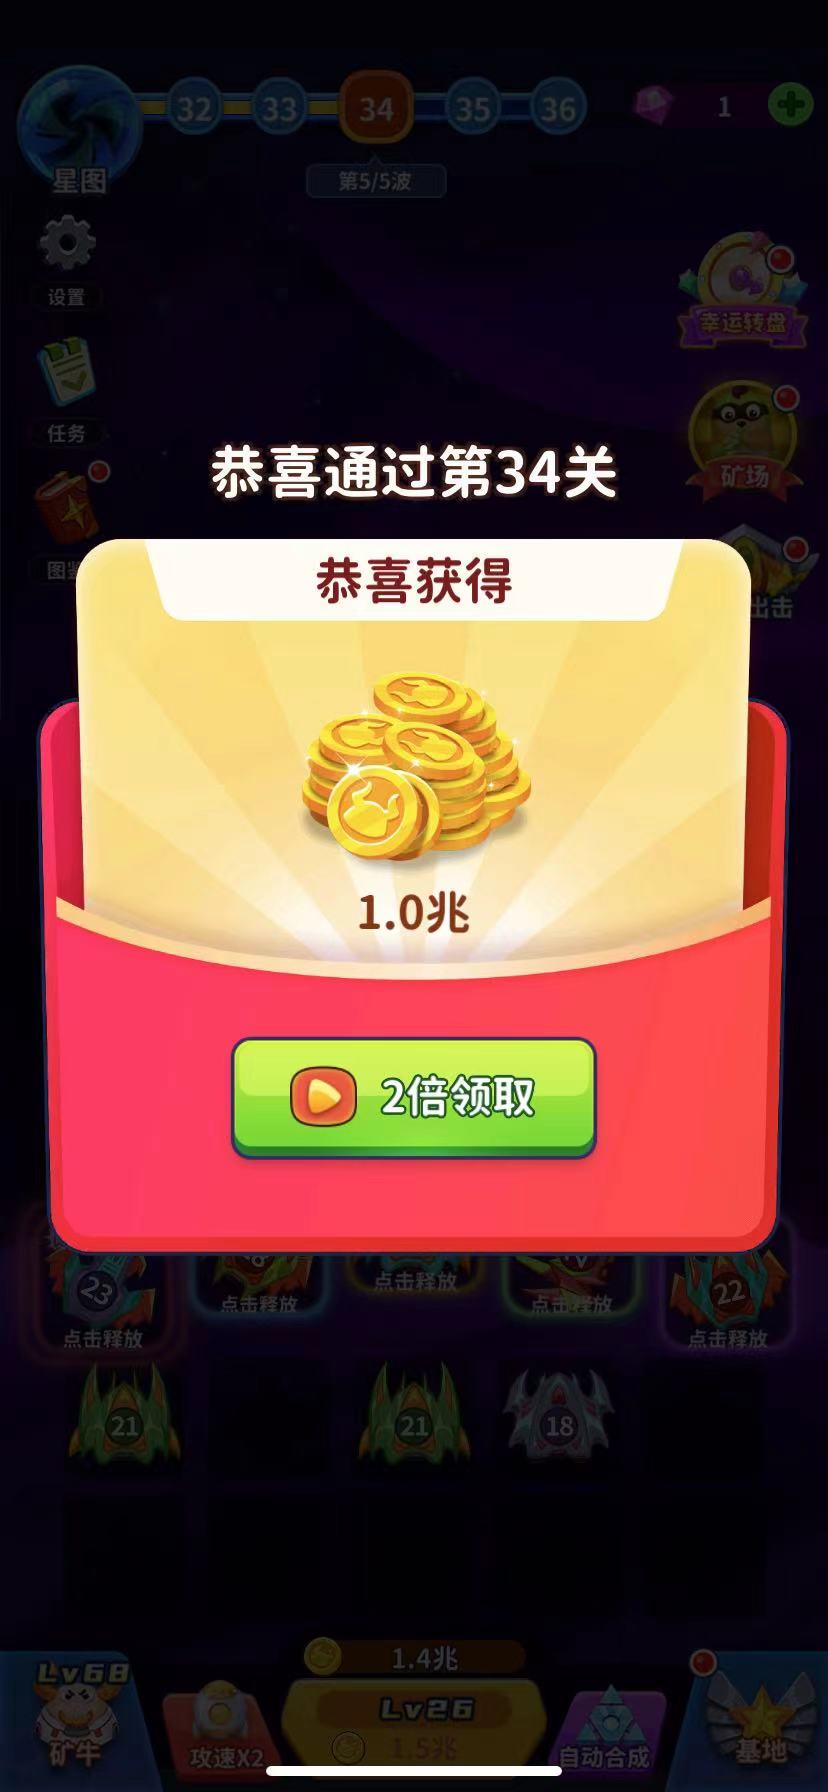 32
33
34
35
36
1
星图
第5/5波
设置
幸运转盘
任务
矿场
恭喜通过第34关
图鉴
恭喜获得
出击
1.0兆
2倍领取
23
22
点击释放
点击释放
点击释放
点击释放
点击释放
21
21
18
1.4兆
Lv68
Lv26
矿牛
攻速X2
1.5兆
自动合成
基地